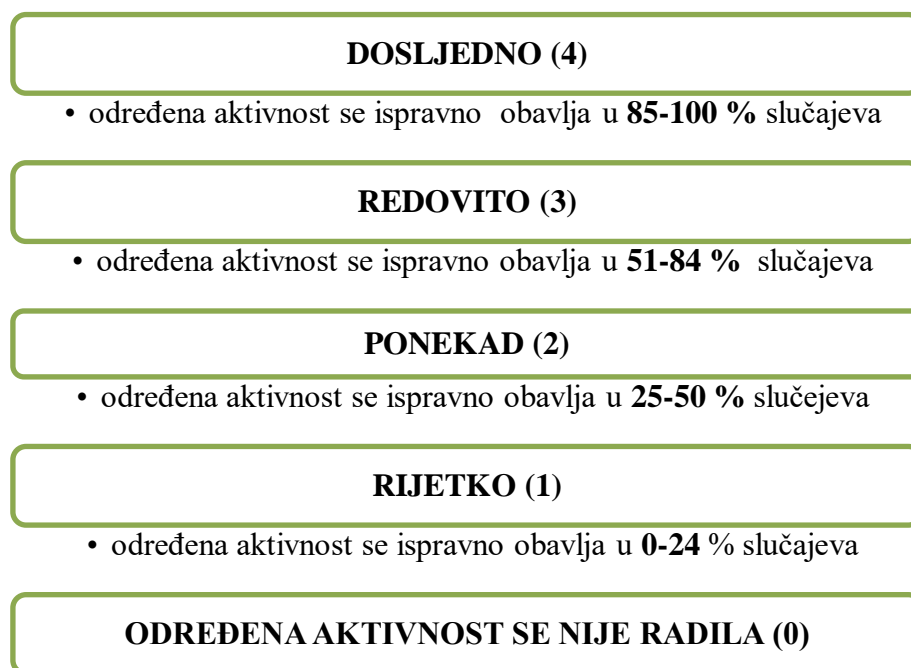 DOSLJEDNO (4)
• određena aktivnost se ispravno obavlja u 85-100 % slučajeva
REDOVITO (3)
• određena aktivnost se ispravno obavlja u 51-84 % slučajeva
PONEKAD (2)
• određena aktivnost se ispravno obavlja u 25-50 % slučejeva
RIJETKO (1)
• određena aktivnost se ispravno obavlja u 0-24 % slučajeva
ODREĐENA AKTIVNOST SE NIJE RADILA (0)